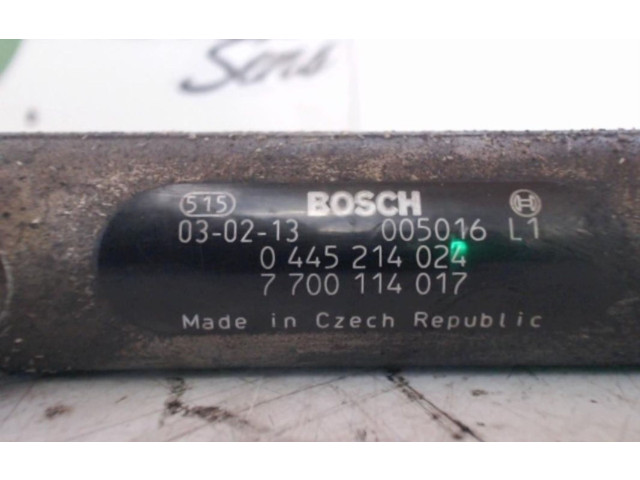 Sens
515 BOSCH
03-02-13 005016 L1
0 445 214 024
7 700 114 017
Made in Czech Republic